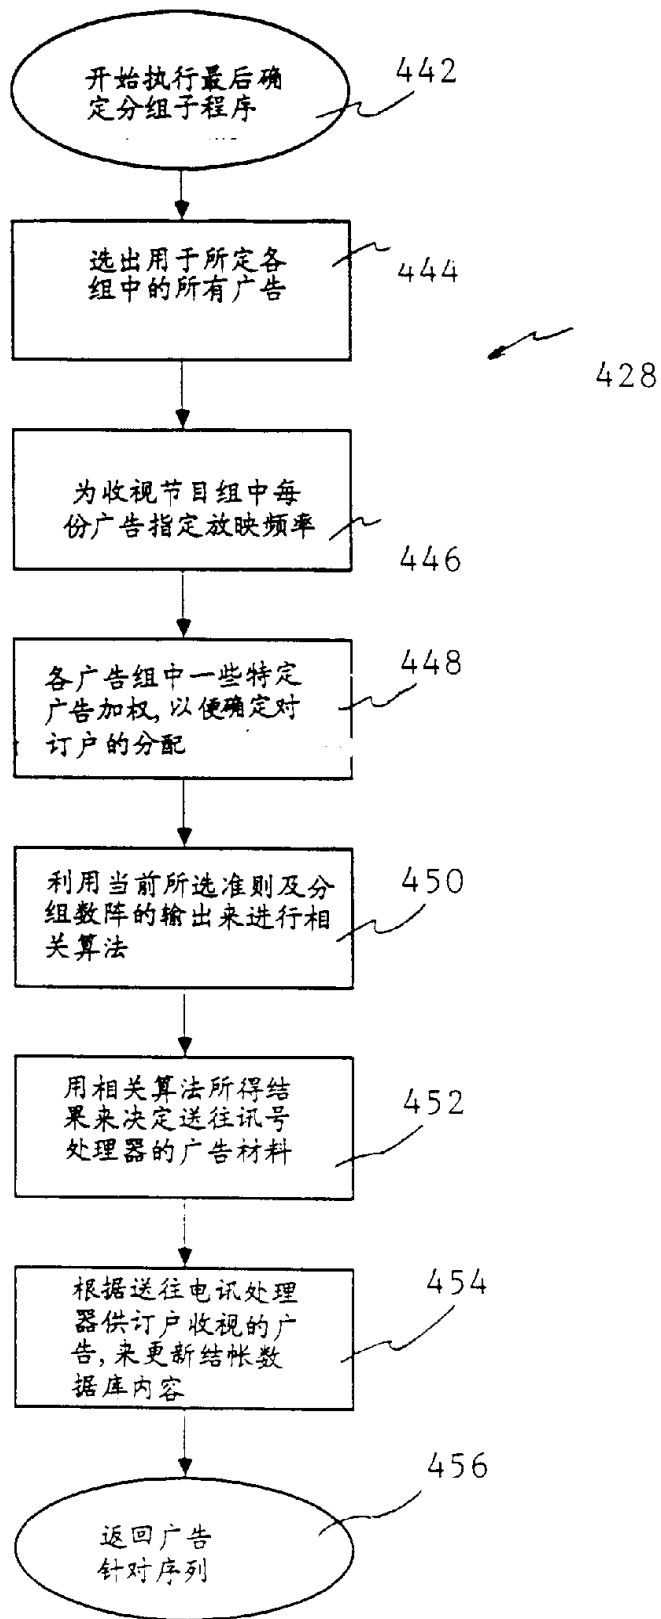 开始执行最后确
定分组子程序
442
选出用于所定各
组中的所有广告
444
428
为收视节目组中每
份广告指定放映频率
446
各广告组中一些特定
广告加权,以便确定对
订户的分配
448
利用当前所选准则及分
组数阵的输出来进行相
关算法
450
用相关算法所得结
果来决定送往讯号
处理器的广告材料
452
根据送往电讯处理
器供订户收视的广
告,来更新结帐数
据库内容
454
返回广告
针对序列
456